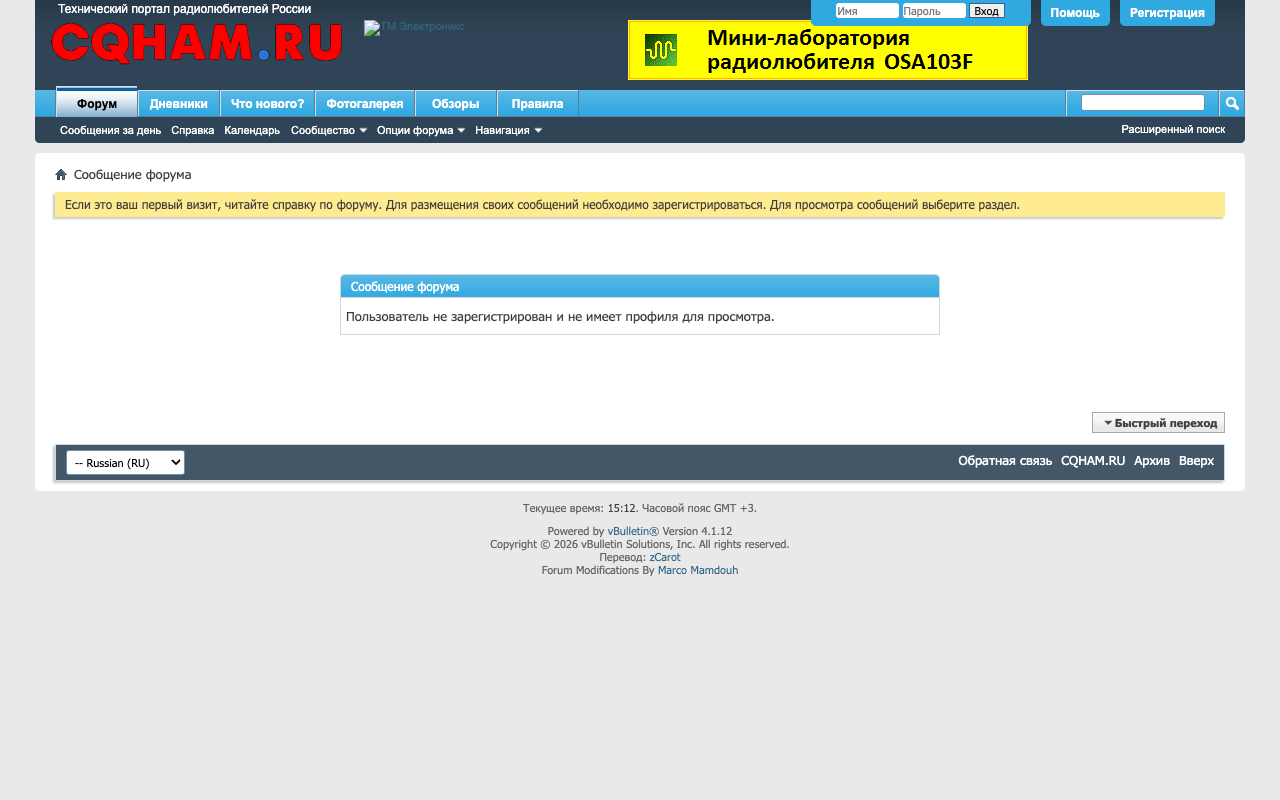 Технический портал радиолюбителей России
CQHAM.RU
ТМ Электроникс
Мини-лаборатория
радиолюбителя OSA103F
Имя Пароль Вход
Помощь
Регистрация
Форум Дневники Что нового? Фотогалерея Обзоры Правила
Сообщения за день Справка Календарь Сообщество Опции форума Навигация
Расширенный поиск
Сообщение форума
Если это ваш первый визит, читайте справку по форуму. Для размещения своих сообщений необходимо зарегистрироваться. Для просмотра сообщений выберите раздел.
Сообщение форума
Пользователь не зарегистрирован и не имеет профиля для просмотра.
Быстрый переход
-- Russian (RU)
Обратная связь CQHAM.RU Архив Вверх
Текущее время: 15:12. Часовой пояс GMT +3.
Powered by vBulletin® Version 4.1.12
Copyright © 2026 vBulletin Solutions, Inc. All rights reserved.
Перевод: zCarot
Forum Modifications By Marco Mamdouh